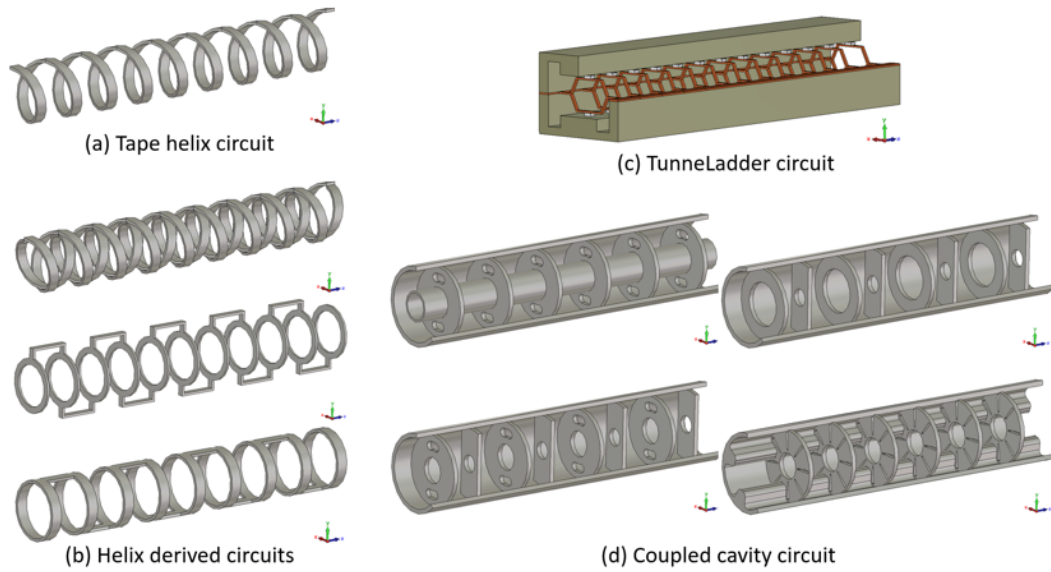 (a) Tape helix circuit
(c) TunneLadder circuit
(b) Helix derived circuits
(d) Coupled cavity circuit